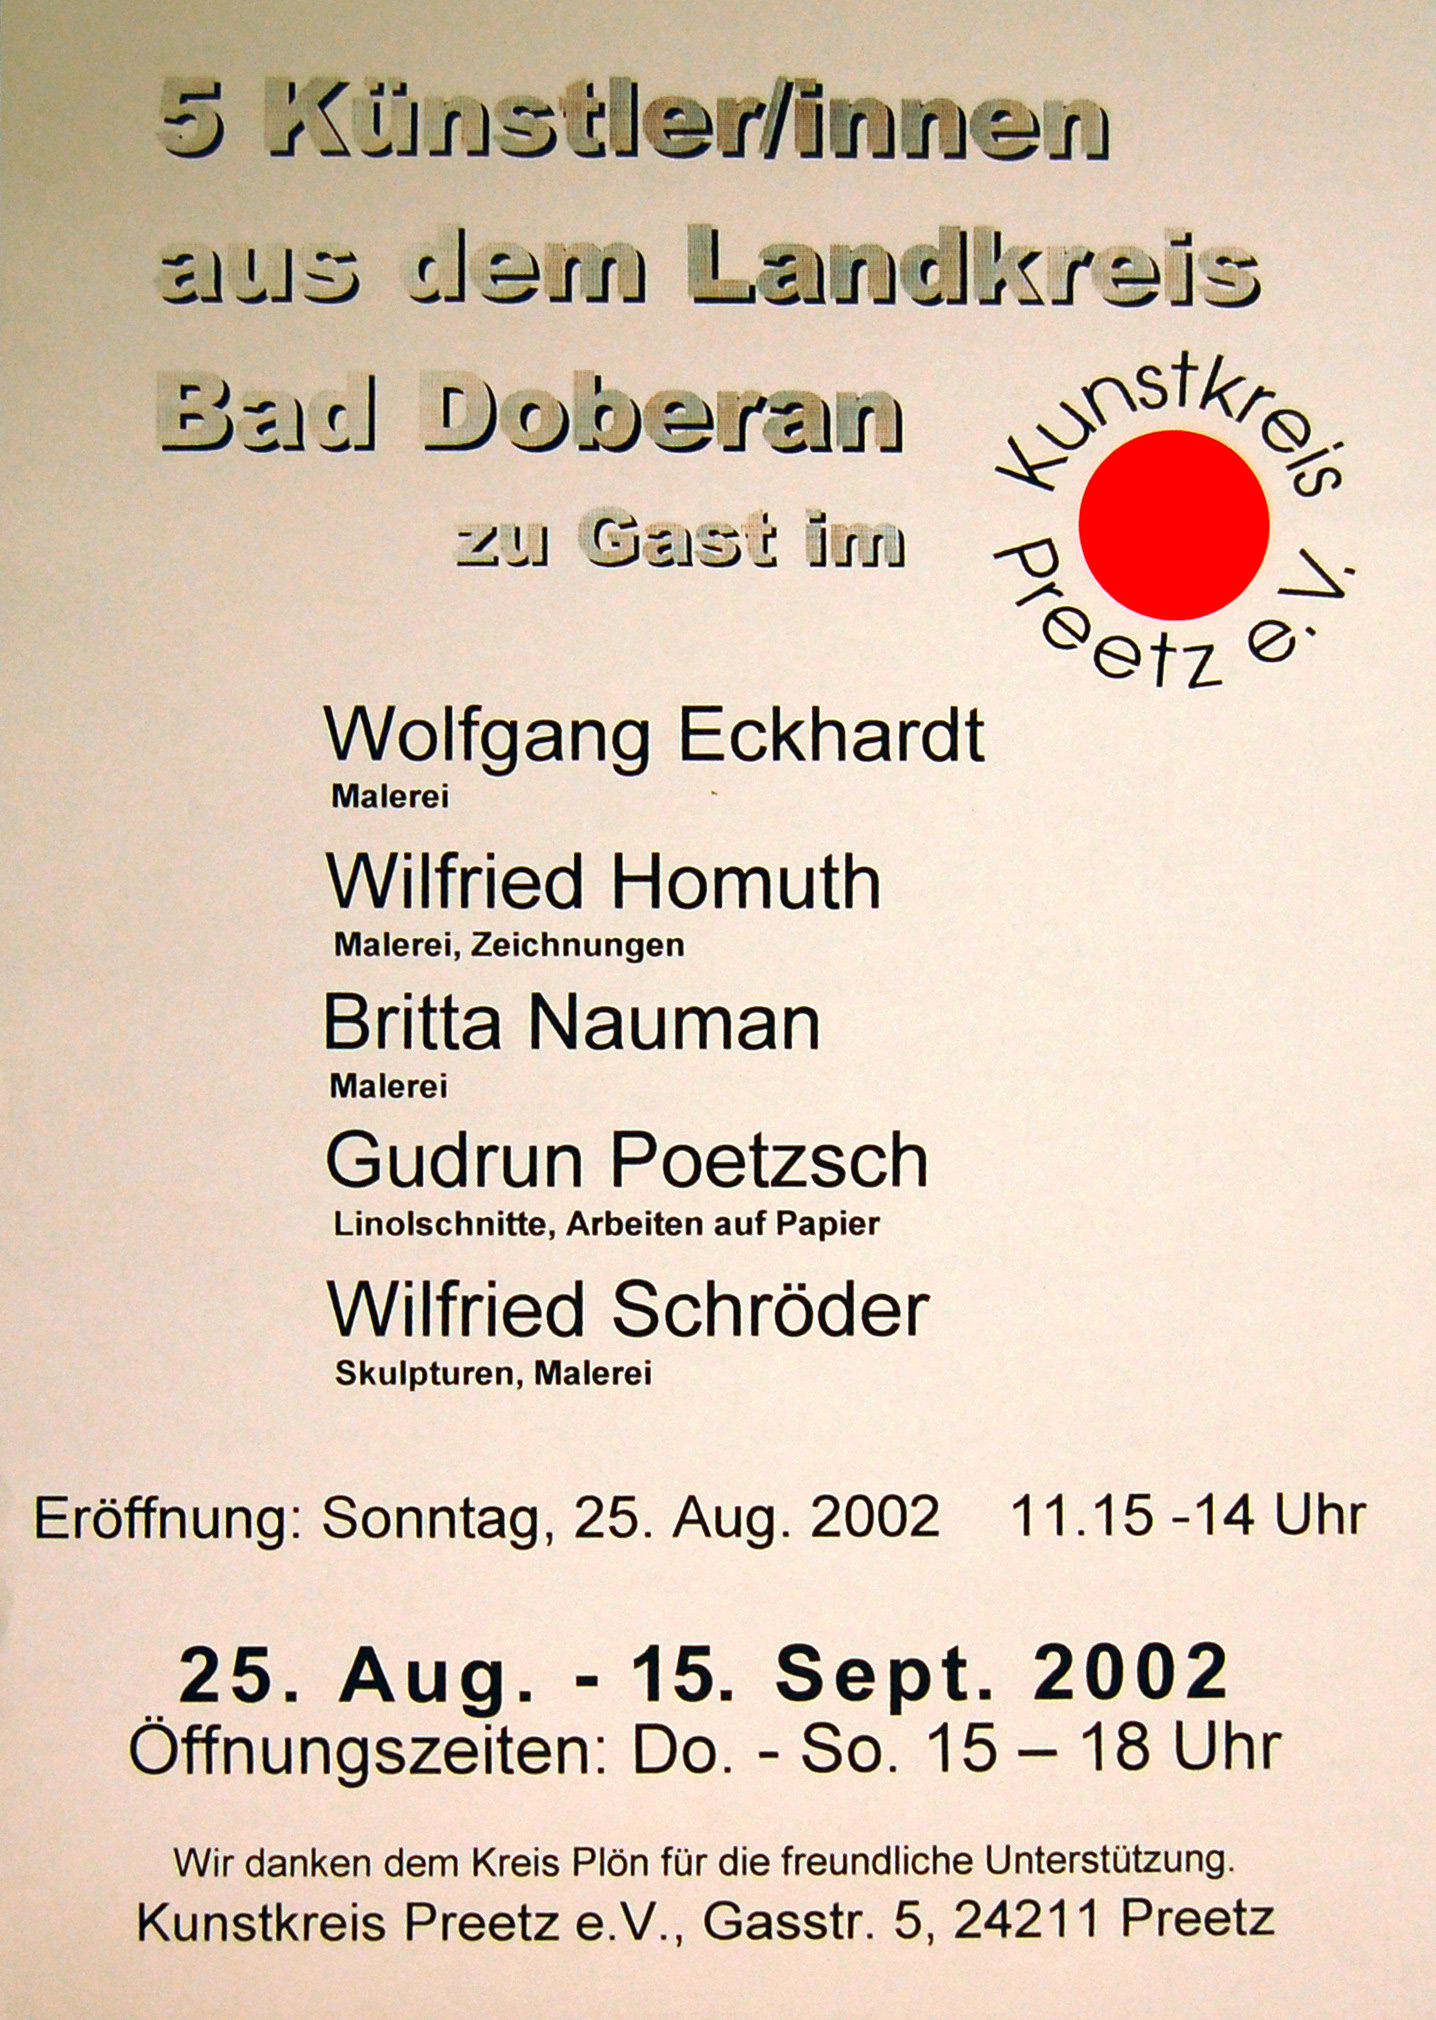 5 Künstler/innen
aus dem Landkreis
Bad Doberan
zu Gast im
Kunstkreis
Preetz e.V.
Wolfgang Eckhardt
Malerei
Wilfried Homuth
Malerei, Zeichnungen
Britta Nauman
Malerei
Gudrun Poetzsch
Linolschnitte, Arbeiten auf Papier
Wilfried Schröder
Skulpturen, Malerei
Eröffnung: Sonntag, 25. Aug. 2002 11.15 -14 Uhr
25. Aug. - 15. Sept. 2002
Öffnungszeiten: Do. - So. 15 – 18 Uhr
Wir danken dem Kreis Plön für die freundliche Unterstützung.
Kunstkreis Preetz e.V., Gasstr. 5, 24211 Preetz